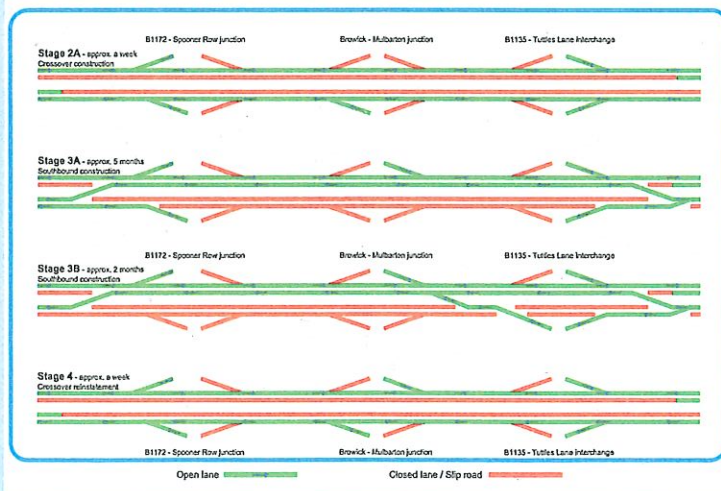 B1172 - Spooner Row junction
Browick - Mulbarton junction
B1135 - Tuttles Lane Interchange
Stage 2A - approx. a week
Crossover construction
Stage 3A - approx. 5 months
Southbound construction
B1172 - Spooner Row junction
Browick - Mulbarton junction
B1135 - Tuttles Lane Interchange
Stage 3B - approx. 2 months
Southbound construction
Stage 4 - approx. a week
Crossover reinstatement
B1172 - Spooner Row junction
Browick - Mulbarton junction
B1135 - Tuttles Lane Interchange
Open lane
Closed lane / Slip road